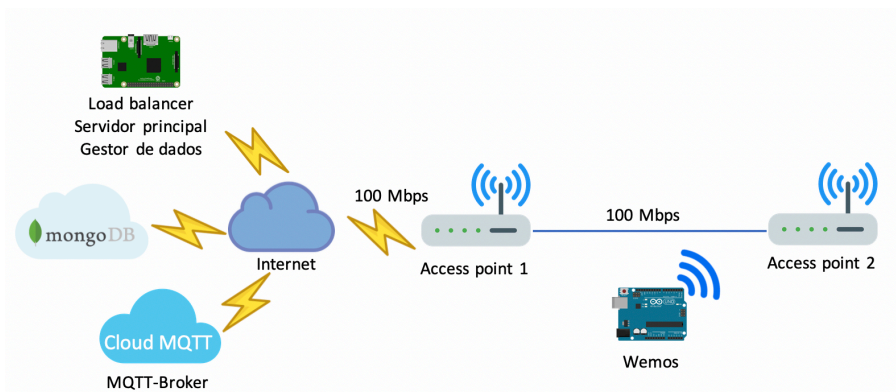 Load balancer
Servidor principal
Gestor de dados
mongoDB
Cloud MQTT
MQTT-Broker
Internet
100 Mbps
Access point 1
100 Mbps
Wemos
Access point 2